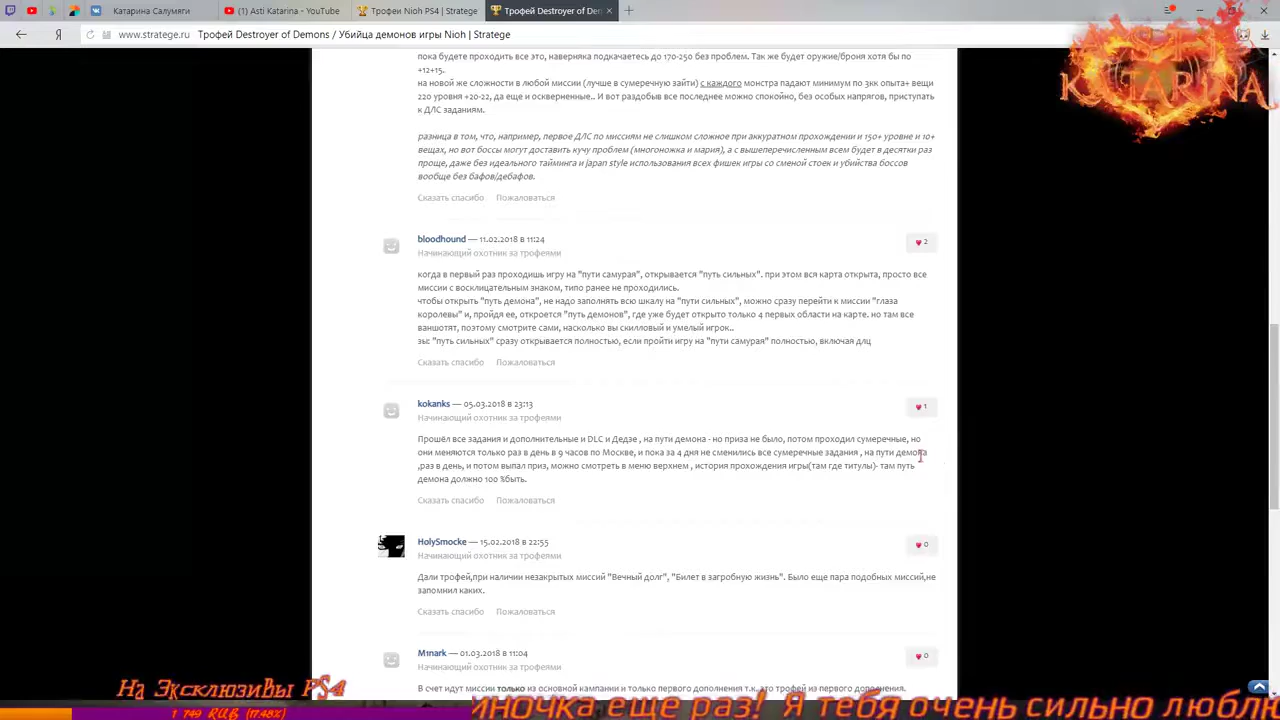 Катарина Салумяги
(1) Asti Katarina - YouTube
Трофеи Nioh PS4 | Stratege
Трофей Destroyer of Dem
www.stratege.ru Трофей Destroyer of Demons / Убийца демонов игры Nioh | Stratege
KATARINA
пока будете проходить все это, наверняка подкачаетесь до 170-250 без проблем. Так же будет оружие/броня хотя бы по
+12+15.
на новой же сложности в любой миссии (лучше в сумеречную зайти) с каждого монстра падают минимум по 3кк опыта+ вещи
220 уровня +20-22, да еще и оскверненные.. И вот раздобыв все последнее можно спокойно, без особых напрягов, приступать
к ДЛС заданиям.
разница в том, что, например, первое ДЛС по миссиям не слишком сложное при аккуратном прохождении и 150+ уровне и 10+
вещах, но вот боссы могут доставить кучу проблем (многоножка и мария), а с вышеперечисленным всем будет в десятки раз
проще, даже без идеального тайминга и japan style использования всех фишек игры со сменой стоек и убийства боссов
вообще без бафов/дебафов.
Сказать спасибо Пожаловаться
bloodhound — 11.02.2018 в 11:24
2
Начинающий охотник за трофеями
когда в первый раз проходишь игру на "пути самурая", открывается "путь сильных". при этом вся карта открыта, просто все
миссии с восклицательным знаком, типо ранее не проходились.
чтобы открыть "путь демона", не надо заполнять всю шкалу на "пути сильных", можно сразу перейти к миссии "глаза
королевы" и, пройдя ее, откроется "путь демонов", где уже будет открыто только 4 первых области на карте. но там все
ваншотят, поэтому смотрите сами, насколько вы скилловый и умелый игрок..
зы: "путь сильных" сразу открывается полностью, если пройти игру на "пути самурая" полностью, включая длц
Сказать спасибо Пожаловаться
kokanks — 05.03.2018 в 23:13
1
Начинающий охотник за трофеями
Прошёл все задания и дополнительные и DLC и Дедзе , на пути демона - но приза не было, потом проходил сумеречные, но
они меняются только раз в день в 9 часов по Москве, и пока за 4 дня не сменились все сумеречные задания , на пути демона
,раз в день, и потом выпал приз, можно смотреть в меню верхнем , история прохождения игры(там где титулы)- там путь
демона должно 100 %быть.
Сказать спасибо Пожаловаться
HolySmocke — 15.02.2018 в 22:55
0
Начинающий охотник за трофеями
Дали трофей,при наличии незакрытых миссий "Вечный долг", "Билет в загробную жизнь". Было еще пара подобных миссий,не
запомнил каких.
Сказать спасибо Пожаловаться
M1nark — 01.03.2018 в 11:04
0
Начинающий охотник за трофеями
В счет идут миссии только из основной кампании и только первого дополнения т.к. это трофей из первого дополнения.
На Эксклюзивы PS4
1 749 RUB (17.48%)
иночка еще раз! Я тебя очень сильно люблю